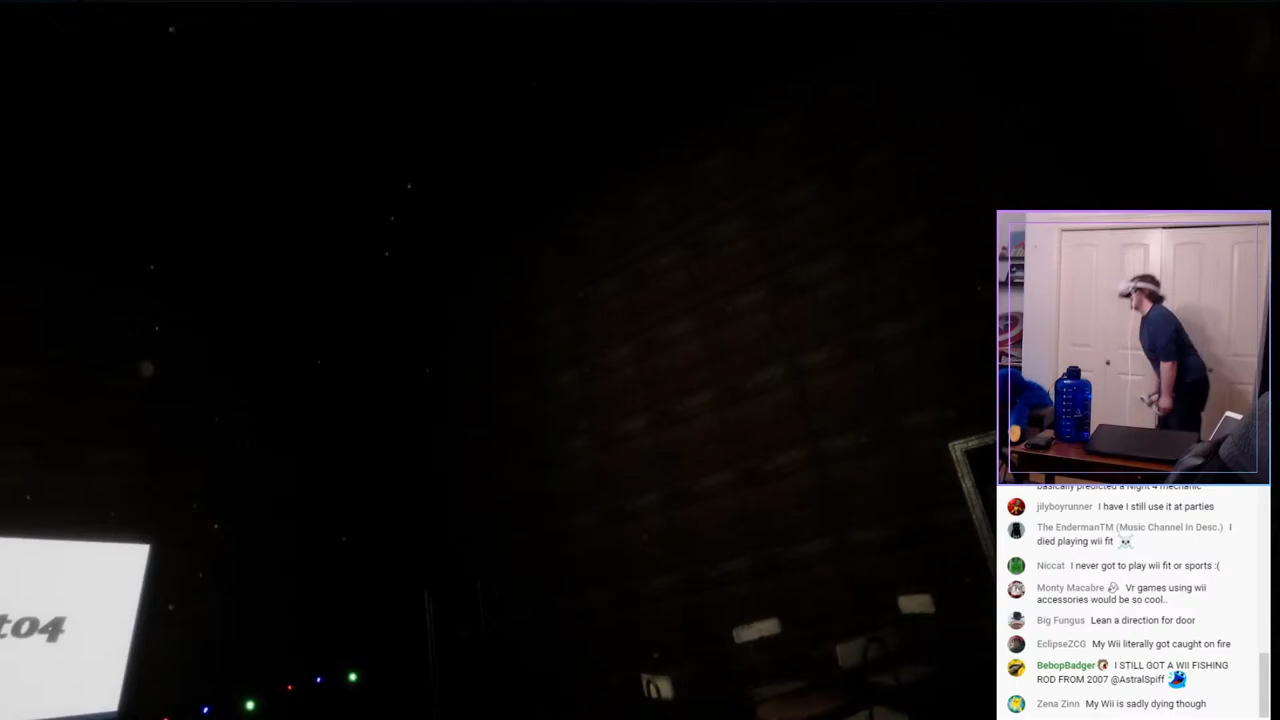 to4
basically predicted a Night 4 mechanic
jilyboyrunner I have I still use it at parties
The EndermanTM (Music Channel In Desc.) I
died playing wii fit
Niccat I never got to play wii fit or sports :(
Monty Macabre Vr games using wii
accessories would be so cool..
Big Fungus Lean a direction for door
EclipseZCG My Wii literally got caught on fire
BebopBadger I STILL GOT A WII FISHING
ROD FROM 2007 @AstralSpiff
Zena Zinn My Wii is sadly dying though